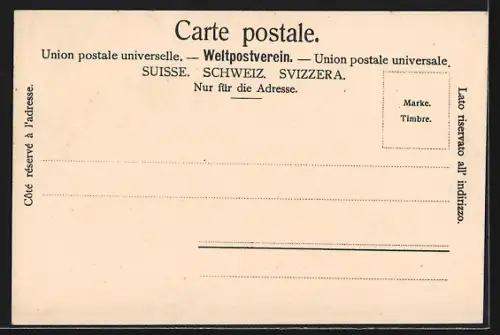 Carte postale.
Union postale universelle. — Weltpostverein. — Union postale universale.
SUISSE. SCHWEIZ. SVIZZERA.
Nur für die Adresse.
Marke.
Timbre.
Côté réservé à l'adresse.
Lato riservato all' indirizzo.